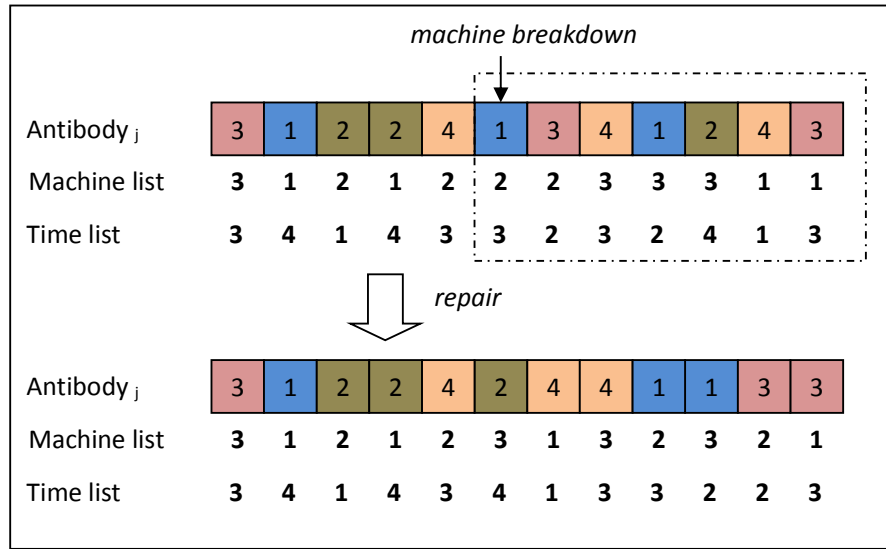 machine breakdown
Antibody j 3 1 2 2 4 1 3 4 1 2 4 3
Machine list 3 1 2 1 2 2 2 3 3 3 1 1
Time list 3 4 1 4 3 3 2 3 2 4 1 3
repair
Antibody j 3 1 2 2 4 2 4 4 1 1 3 3
Machine list 3 1 2 1 2 3 1 3 2 3 2 1
Time list 3 4 1 4 3 4 1 3 3 2 2 3